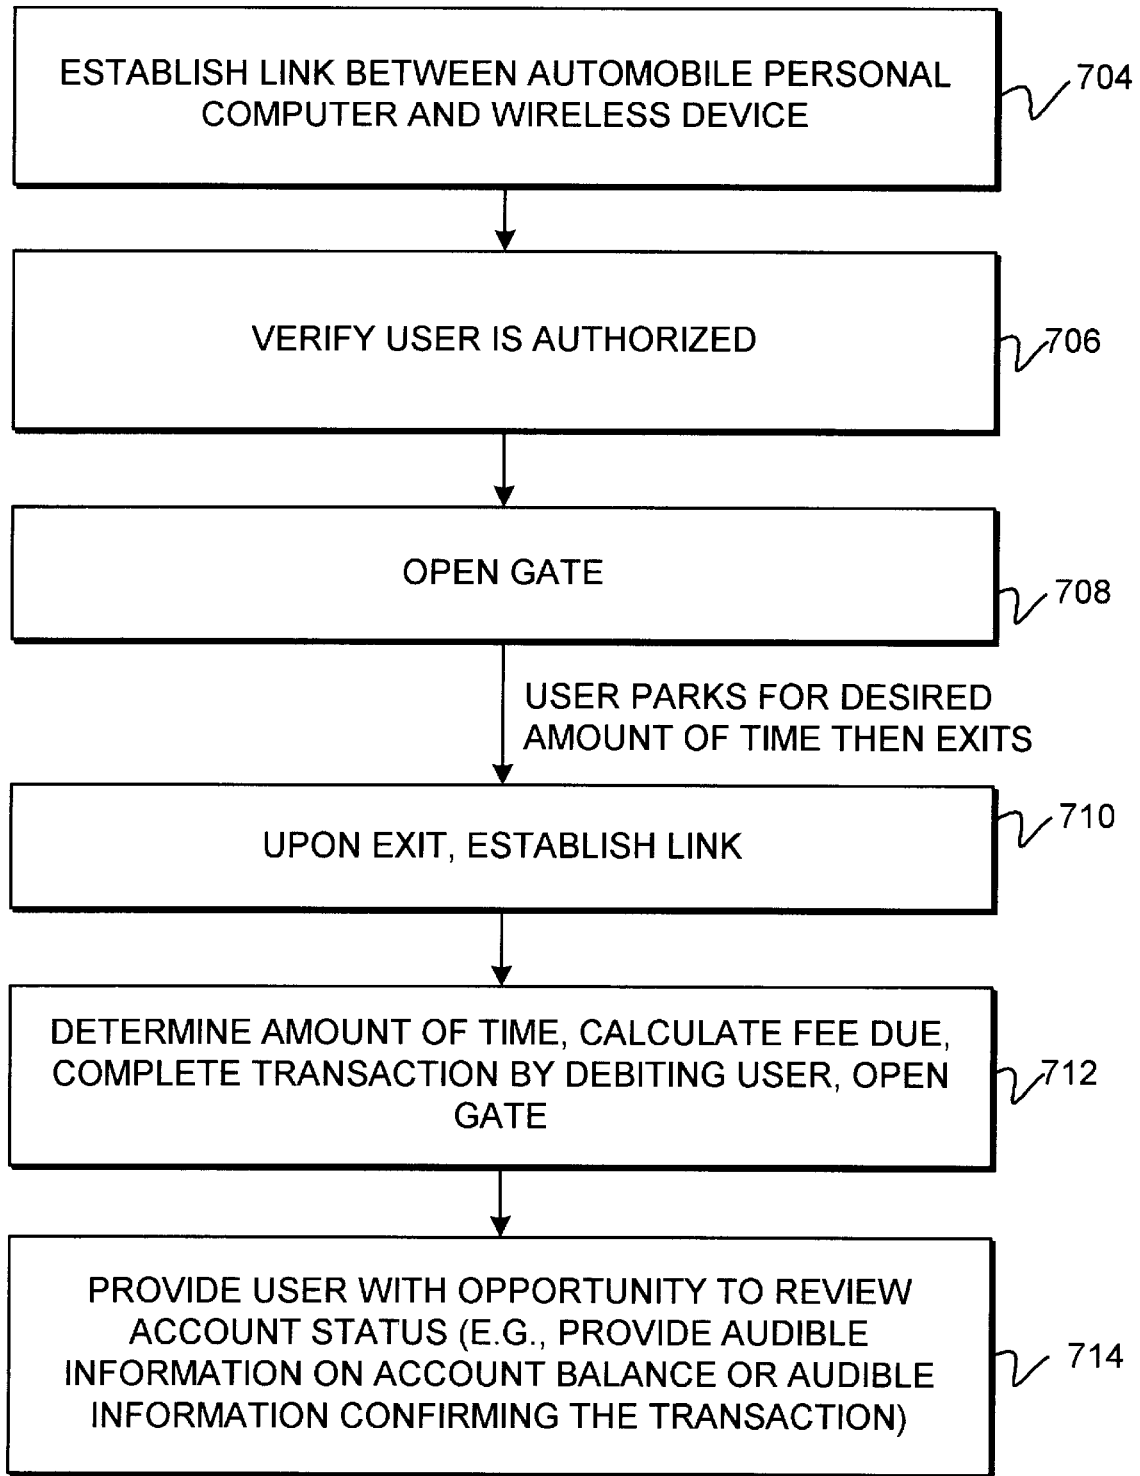 ESTABLISH LINK BETWEEN AUTOMOBILE PERSONAL
COMPUTER AND WIRELESS DEVICE
704
VERIFY USER IS AUTHORIZED
706
OPEN GATE
708
USER PARKS FOR DESIRED
AMOUNT OF TIME THEN EXITS
UPON EXIT, ESTABLISH LINK
710
DETERMINE AMOUNT OF TIME, CALCULATE FEE DUE,
COMPLETE TRANSACTION BY DEBITING USER, OPEN
GATE
712
PROVIDE USER WITH OPPORTUNITY TO REVIEW
ACCOUNT STATUS (E.G., PROVIDE AUDIBLE
INFORMATION ON ACCOUNT BALANCE OR AUDIBLE
INFORMATION CONFIRMING THE TRANSACTION)
714